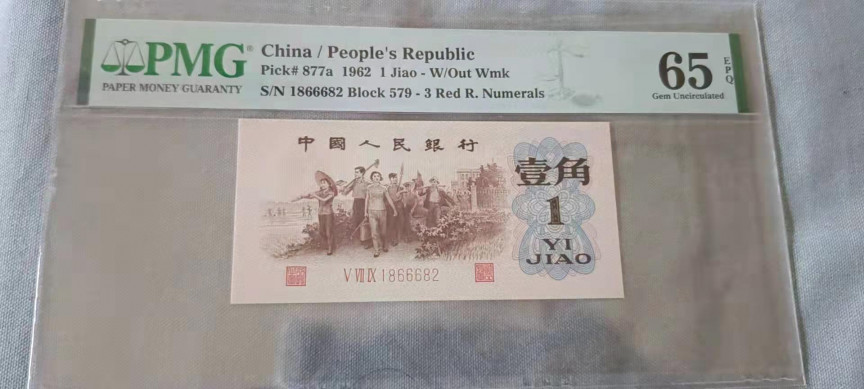 PMG
PAPER MONEY GUARANTY
China / People's Republic
Pick# 877a 1962 1 Jiao - W/Out Wmk
S/N 1866682 Block 579 - 3 Red R. Numerals
65 EPQ
Gem Uncirculated
中國人民銀行
壹角
1
YI
JIAO
V VII IX 1866682